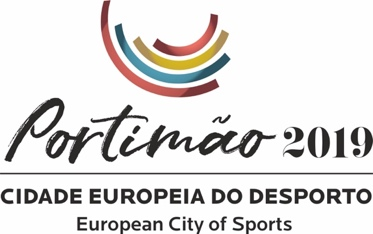 Portimão 2019
CIDADE EUROPEIA DO DESPORTO
European City of Sports